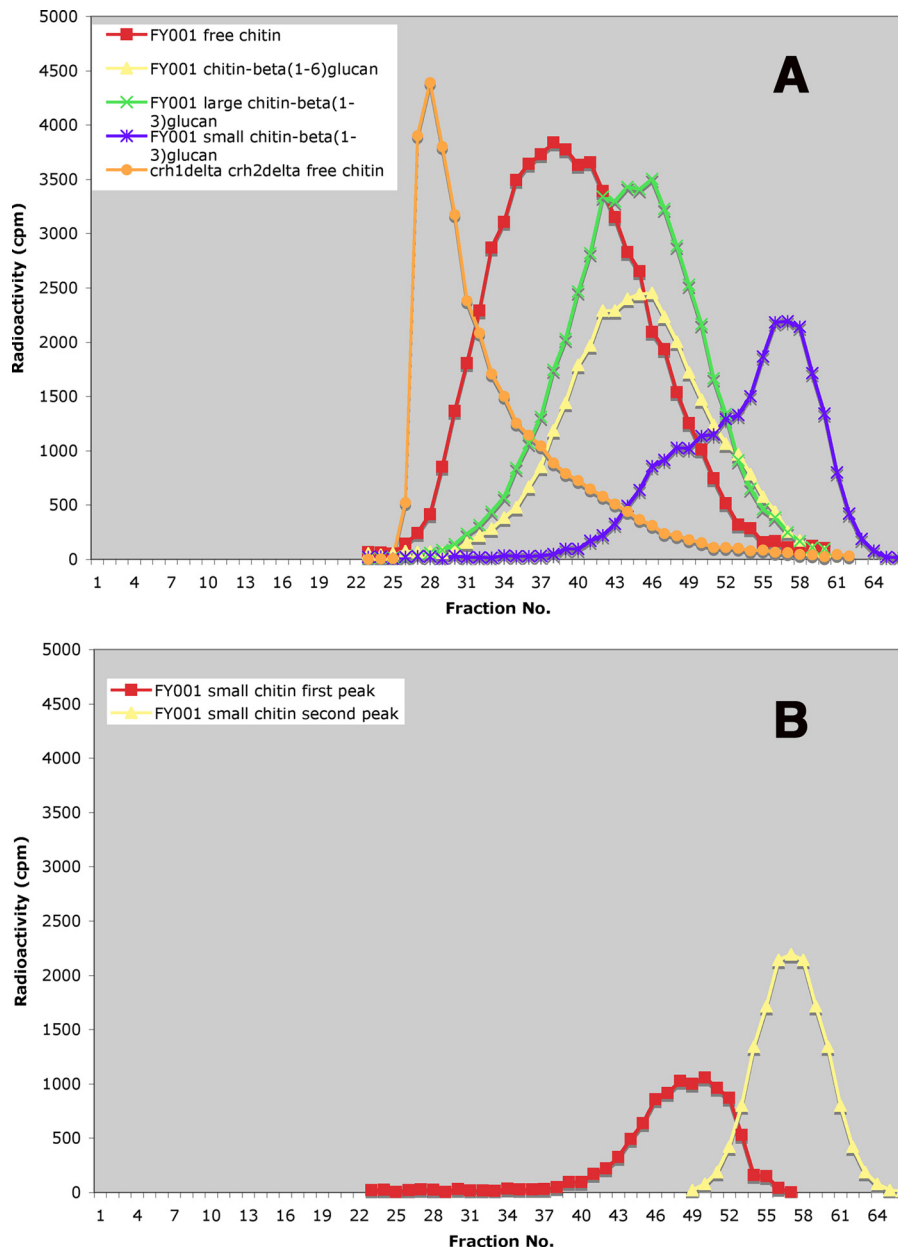 5000
4500
4000
3500
3000
2500
2000
1500
1000
500
0
Radioactivity (cpm)
FY001 free chitin
FY001 chitin-beta(1-6)glucan
FY001 large chitin-beta(1-
3)glucan
FY001 small chitin-beta(1-
3)glucan
crh1delta crh2delta free chitin
A
1 4 7 10 13 16 19 22 25 28 31 34 37 40 43 46 49 52 55 58 61 64
Fraction No.
5000
4500
4000
3500
3000
2500
2000
1500
1000
500
0
Radioactivity (cpm)
FY001 small chitin first peak
FY001 small chitin second peak
B
1 4 7 10 13 16 19 22 25 28 31 34 37 40 43 46 49 52 55 58 61 64
Fraction No.